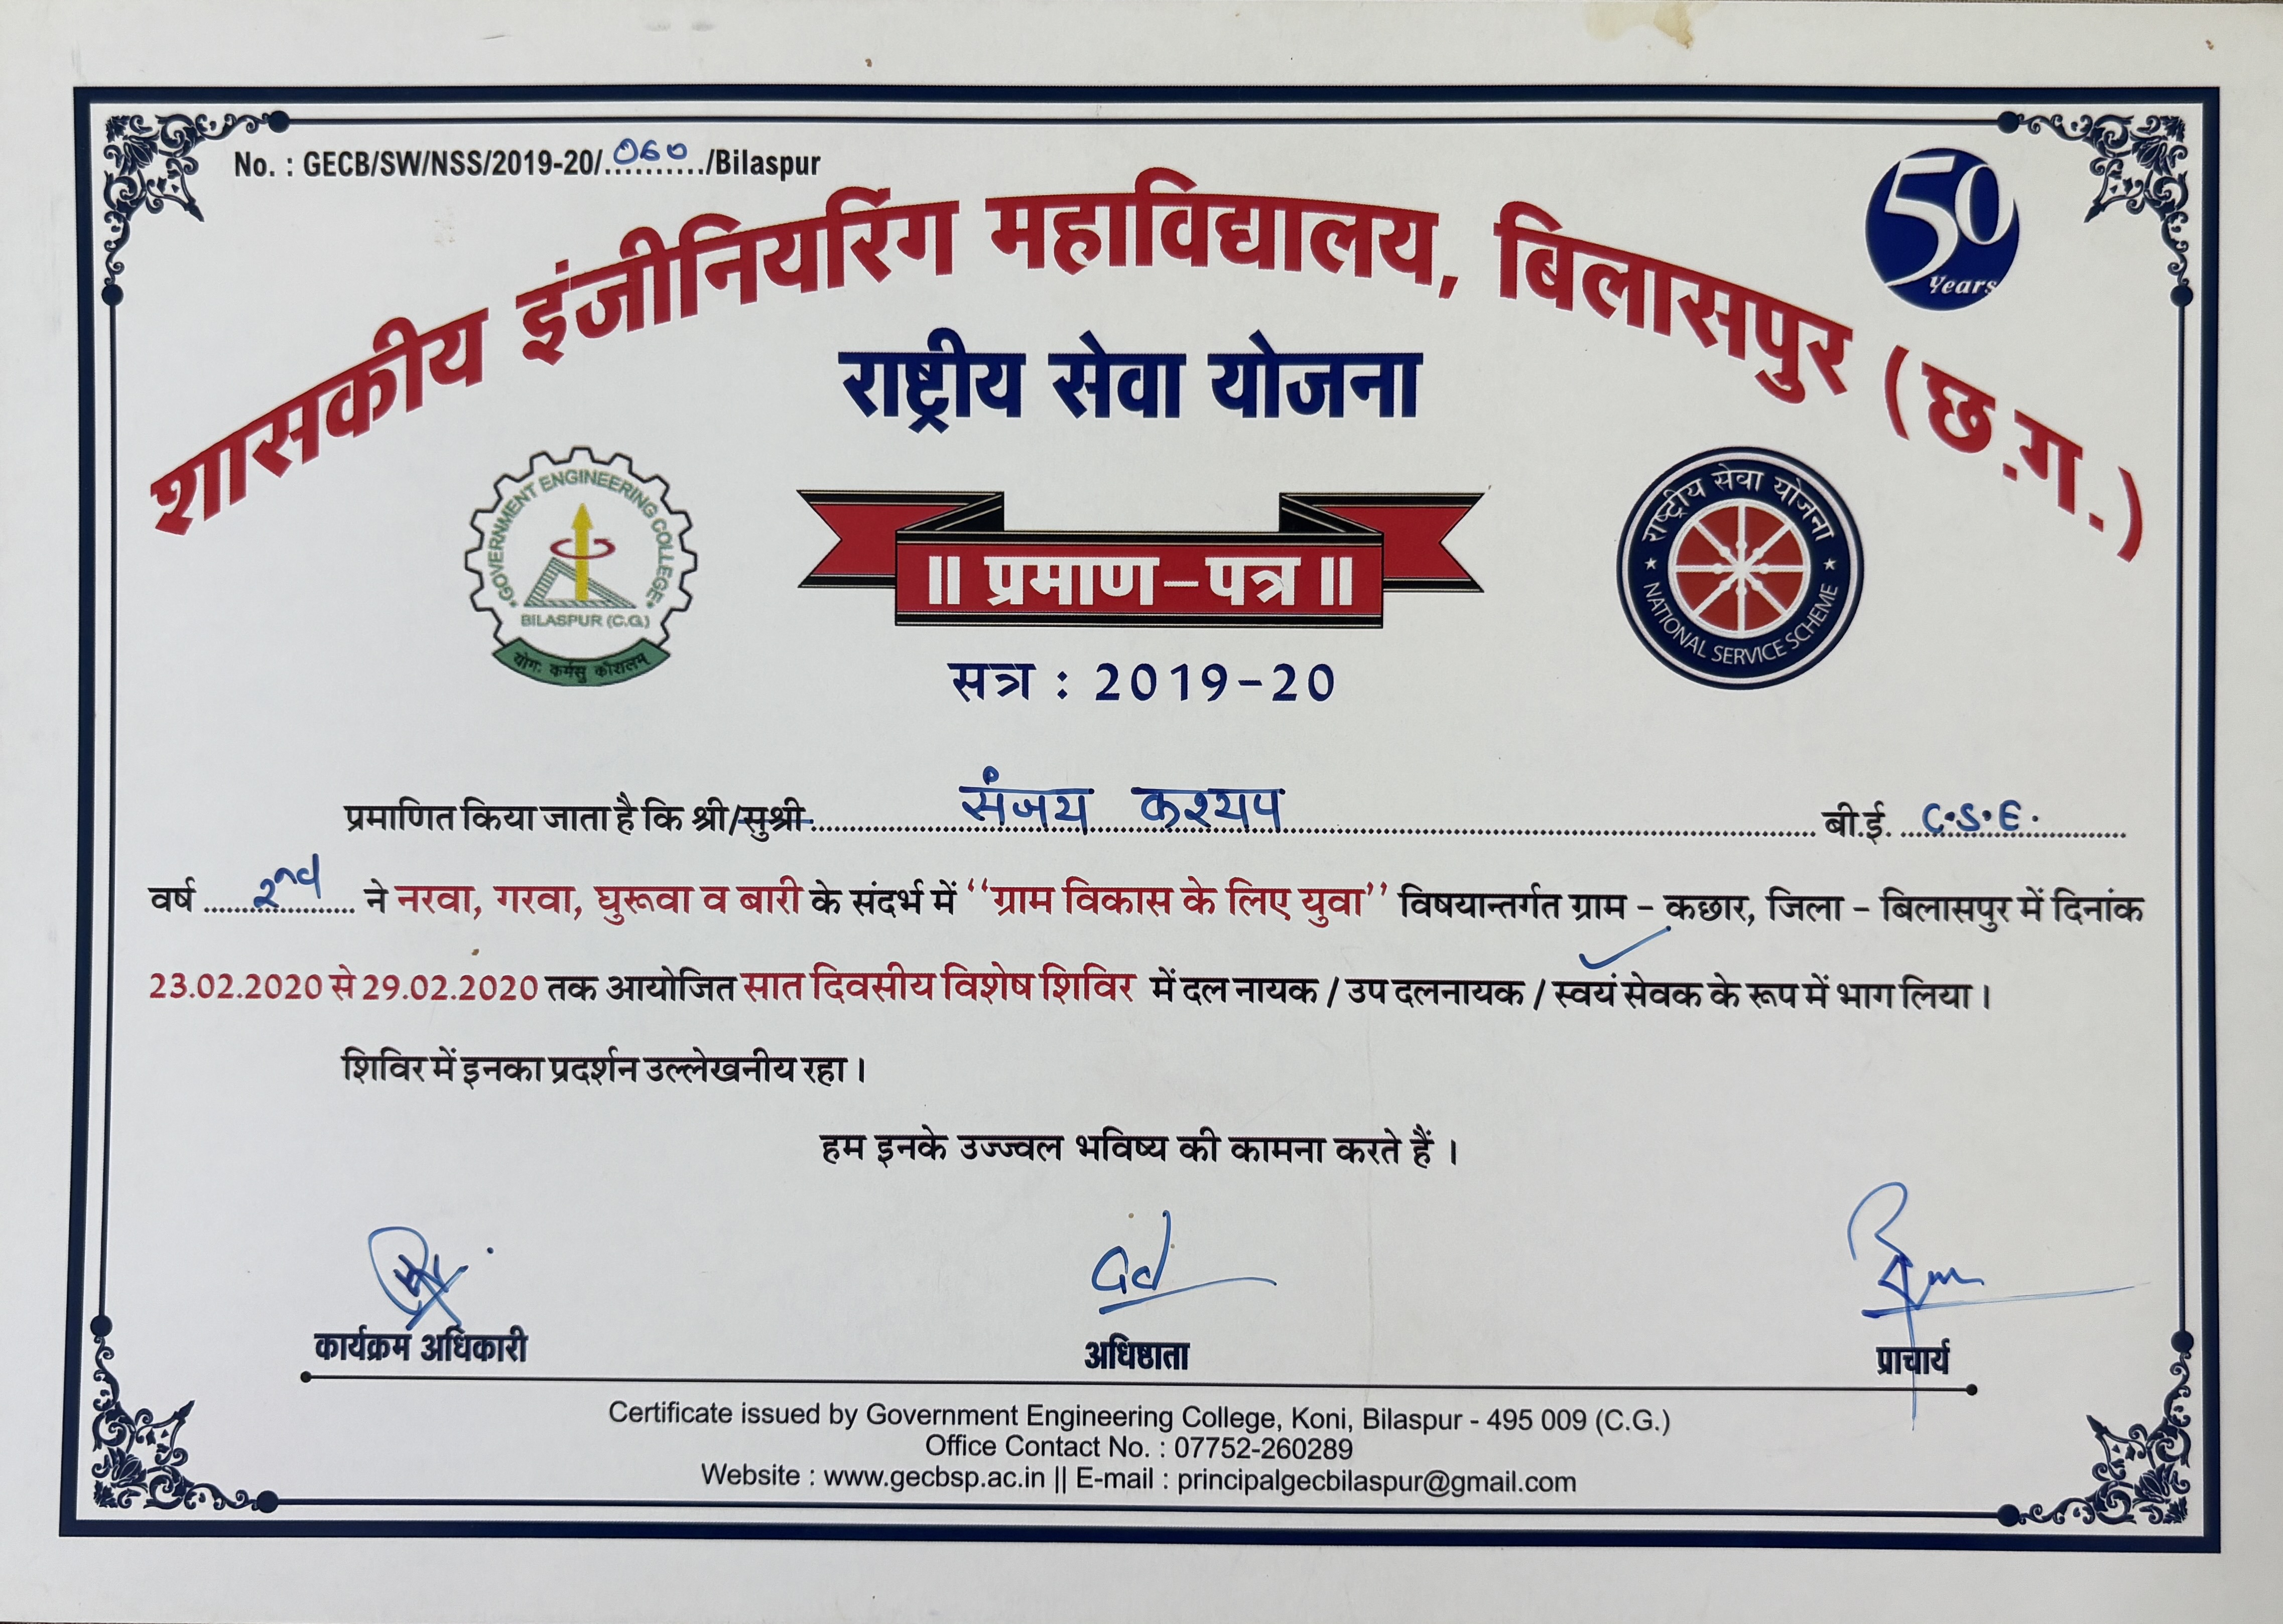 No. : GECB/SW/NSS/2019-20/..060../Bilaspur
50
Years
शासकीय इंजीनियरिंग महाविद्यालय, बिलासपुर (छ.ग.)
राष्ट्रीय सेवा योजना
GOVERNMENT ENGINEERING COLLEGE
BILASPUR (C.G.)
योगः कर्मसु कौशलम्
|| प्रमाण–पत्र ||
राष्ट्रीय सेवा योजना
NATIONAL SERVICE SCHEME
सत्र : 2019-20
प्रमाणित किया जाता है कि श्री/सुश्री संजय कश्यप बी.ई. C.S.E.
वर्ष 2nd ने नरवा, गरवा, घुरूवा व बारी के संदर्भ में ‘‘ग्राम विकास के लिए युवा’’ विषयान्तर्गत ग्राम – कछार, जिला – बिलासपुर में दिनांक
23.02.2020 से 29.02.2020 तक आयोजित सात दिवसीय विशेष शिविर में दल नायक / उप दलनायक / स्वयं सेवक के रूप में भाग लिया।
शिविर में इनका प्रदर्शन उल्लेखनीय रहा।
हम इनके उज्ज्वल भविष्य की कामना करते हैं ।
कार्यक्रम अधिकारी
अधिष्ठाता
प्राचार्य
Certificate issued by Government Engineering College, Koni, Bilaspur - 495 009 (C.G.)
Office Contact No. : 07752-260289
Website : www.gecbsp.ac.in || E-mail : principalgecbilaspur@gmail.com